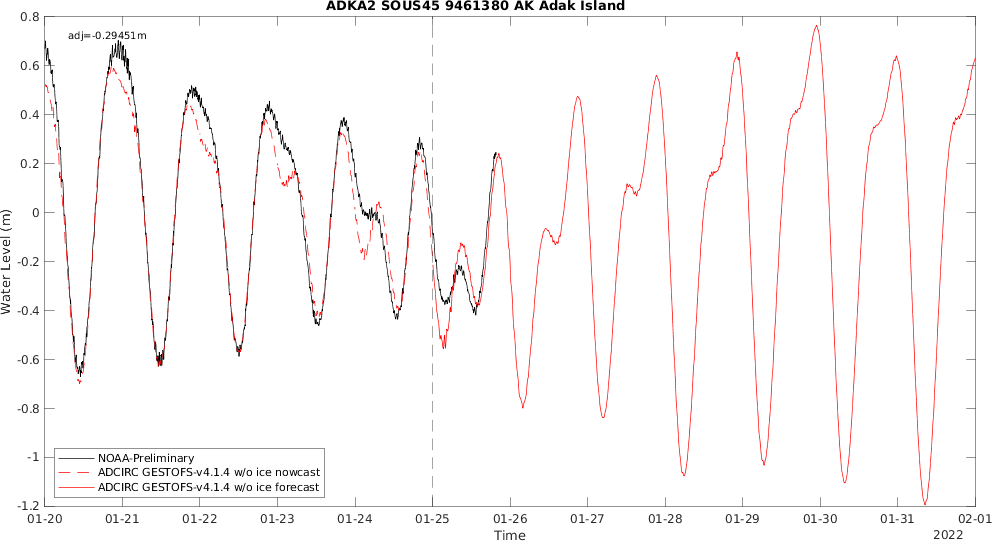 ADKA2 SOUS45 9461380 AK Adak Island
adj=-0.29451m
0.8
0.6
0.4
0.2
0
-0.2
-0.4
-0.6
-0.8
-1
-1.2
Water Level (m)
NOAA-Preliminary
ADCIRC GESTOFS-v4.1.4 w/o ice nowcast
ADCIRC GESTOFS-v4.1.4 w/o ice forecast
01-20 01-21 01-22 01-23 01-24 01-25 01-26 01-27 01-28 01-29 01-30 01-31 02-01
Time
2022